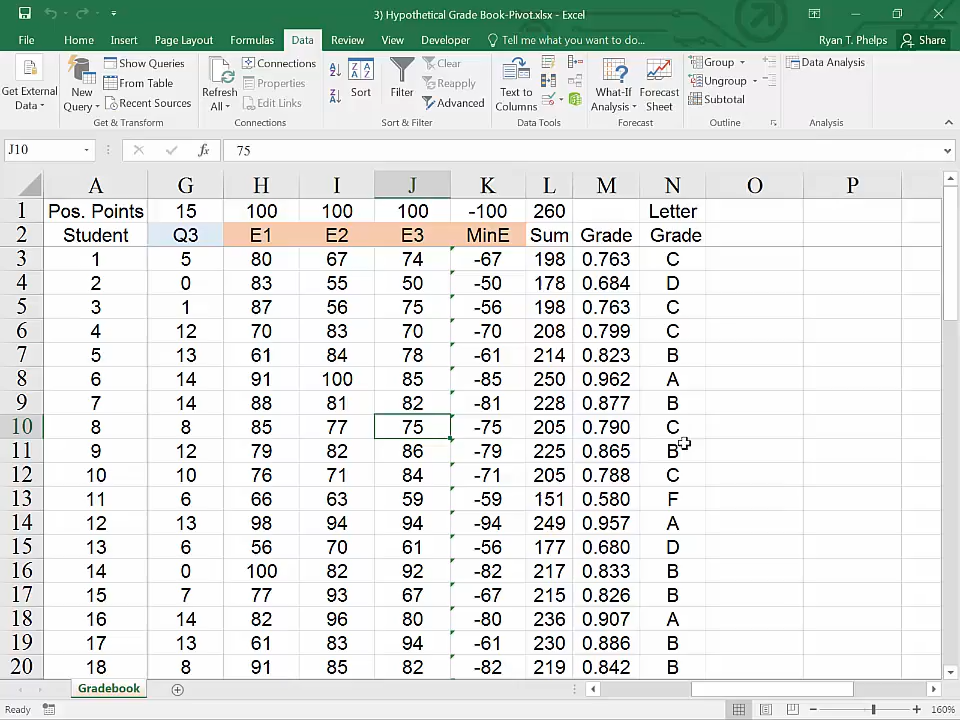 3) Hypothetical Grade Book-Pivot.xlsx - Excel
File Home Insert Page Layout Formulas Data Review View Developer Tell me what you want to do... Ryan T. Phelps Share
Get External Data
New Query
Show Queries
From Table
Recent Sources
Get & Transform
Refresh All
Connections
Properties
Edit Links
Connections
Sort
Filter
Clear
Reapply
Advanced
Sort & Filter
Text to Columns
Data Tools
What-If Analysis
Forecast Sheet
Forecast
Group
Ungroup
Subtotal
Outline
Data Analysis
Analysis
J10 fx 75
A G H I J K L M N O P
1 Pos. Points 15 100 100 100 -100 260 Letter
2 Student Q3 E1 E2 E3 MinE Sum Grade Grade
3 1 5 80 67 74 -67 198 0.763 C
4 2 0 83 55 50 -50 178 0.684 D
5 3 1 87 56 75 -56 198 0.763 C
6 4 12 70 83 70 -70 208 0.799 C
7 5 13 61 84 78 -61 214 0.823 B
8 6 14 91 100 85 -85 250 0.962 A
9 7 14 88 81 82 -81 228 0.877 B
10 8 8 85 77 75 -75 205 0.790 C
11 9 12 79 82 86 -79 225 0.865 B
12 10 10 76 71 84 -71 205 0.788 C
13 11 6 66 63 59 -59 151 0.580 F
14 12 13 98 94 94 -94 249 0.957 A
15 13 6 56 70 61 -56 177 0.680 D
16 14 0 100 82 92 -82 217 0.833 B
17 15 7 77 93 67 -67 215 0.826 B
18 16 14 82 96 80 -80 236 0.907 A
19 17 13 61 83 94 -61 230 0.886 B
20 18 8 91 85 82 -82 219 0.842 B
Gradebook
Ready 160%